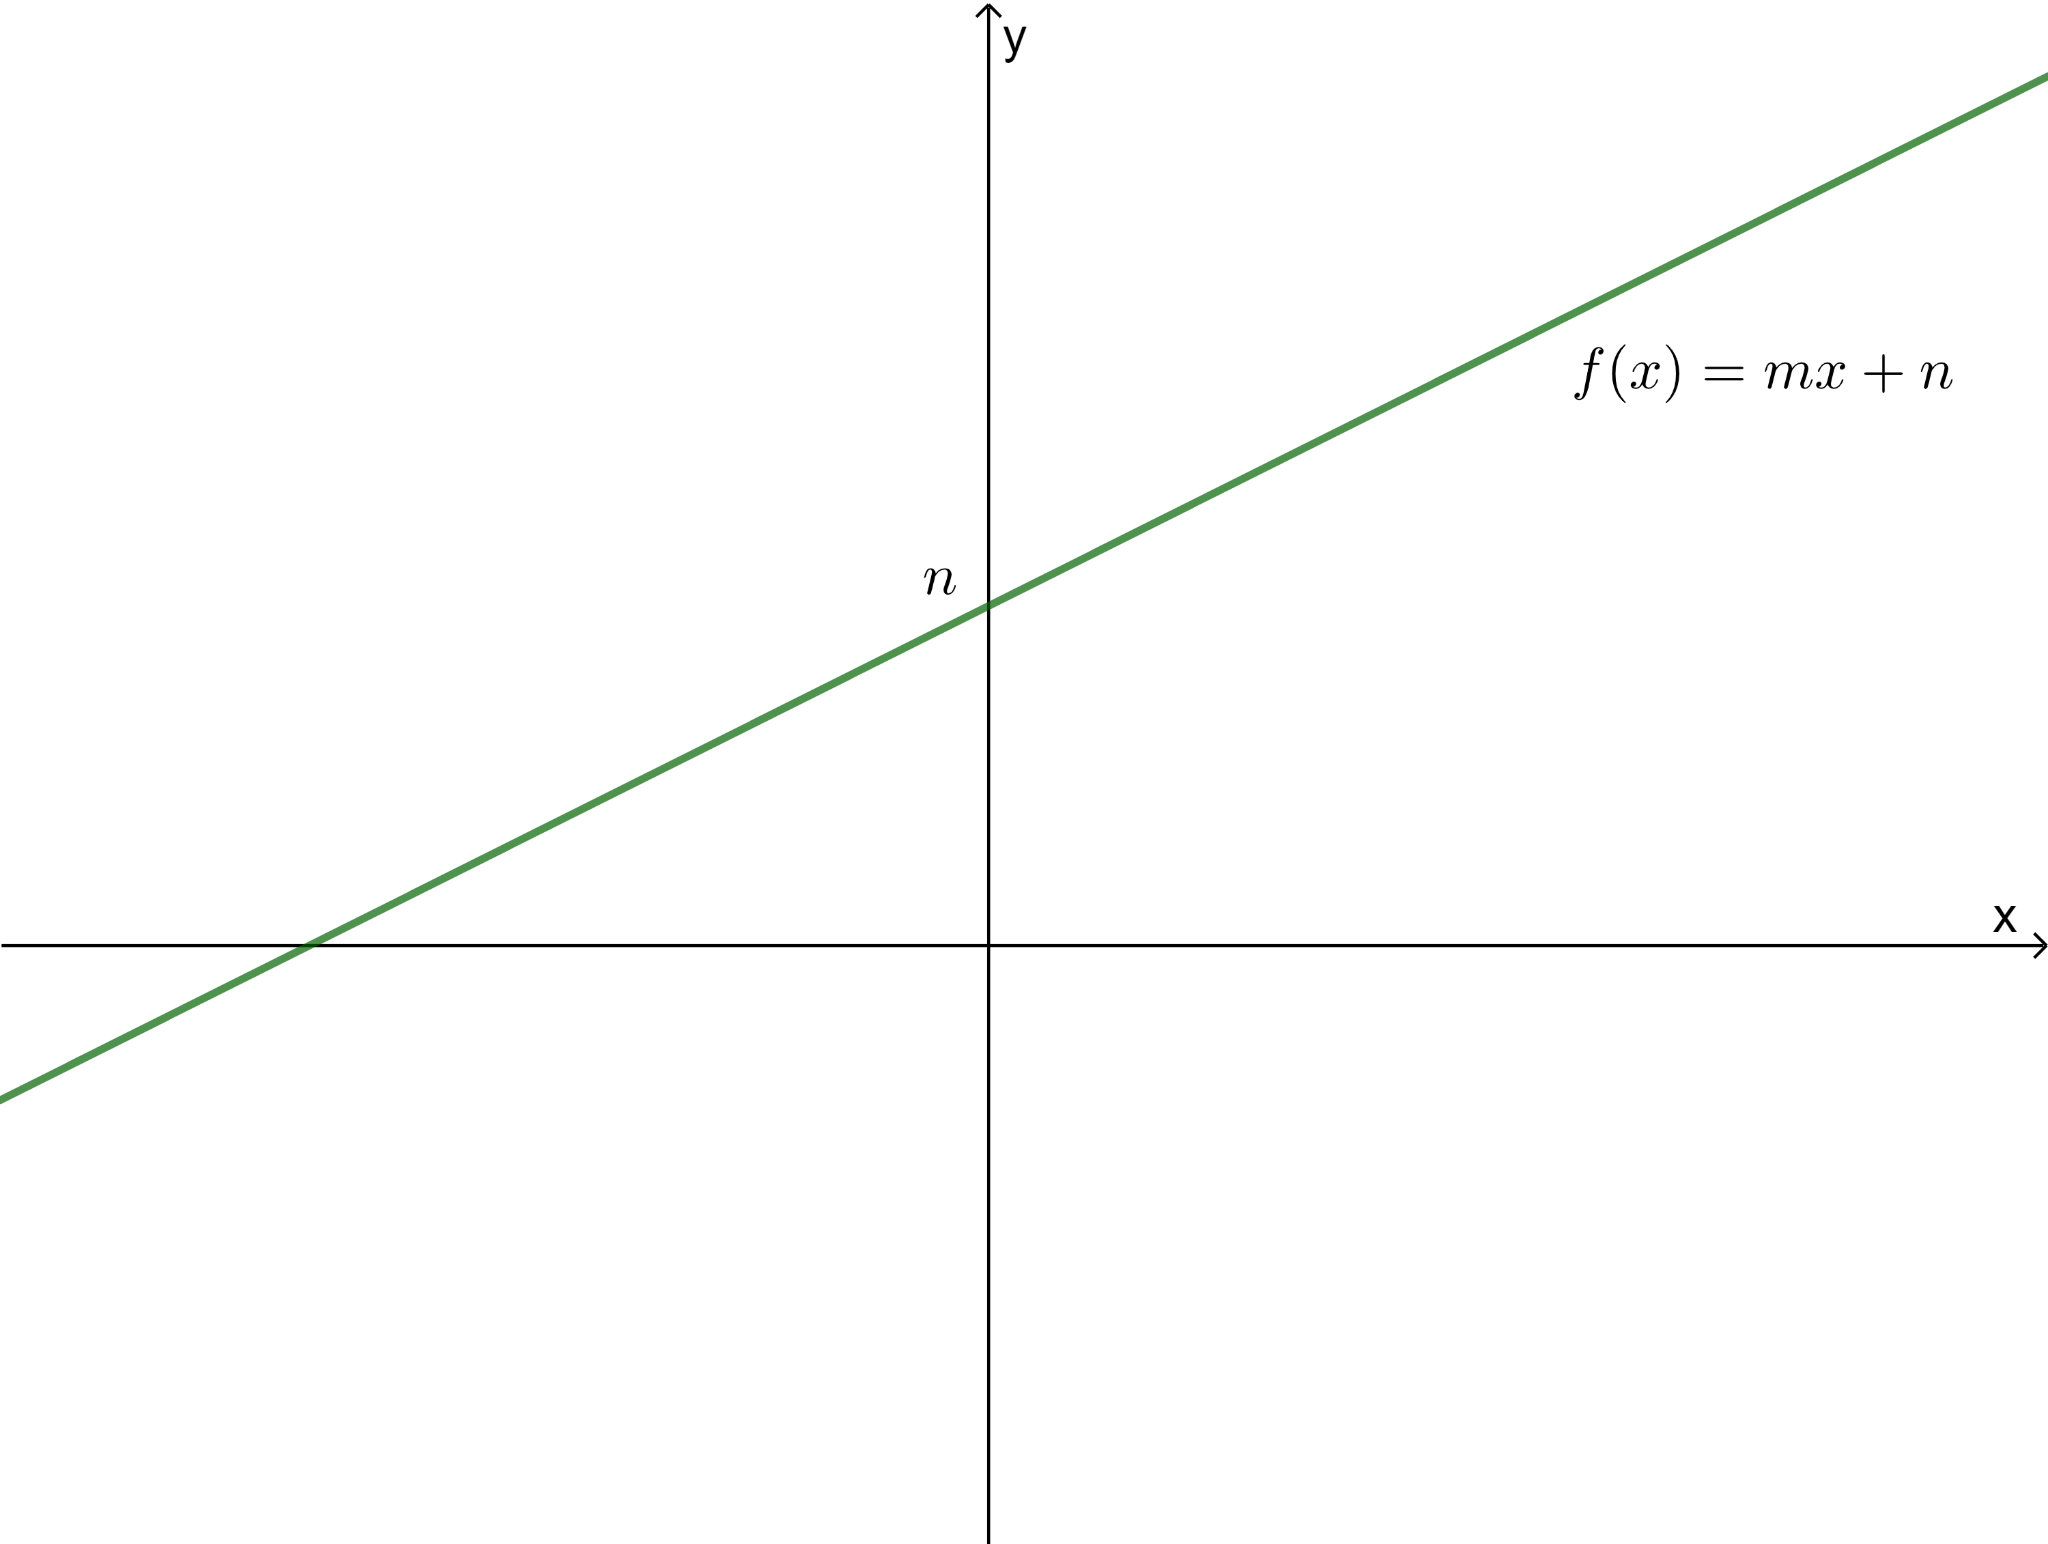 y
f(x) = mx + n
n
x